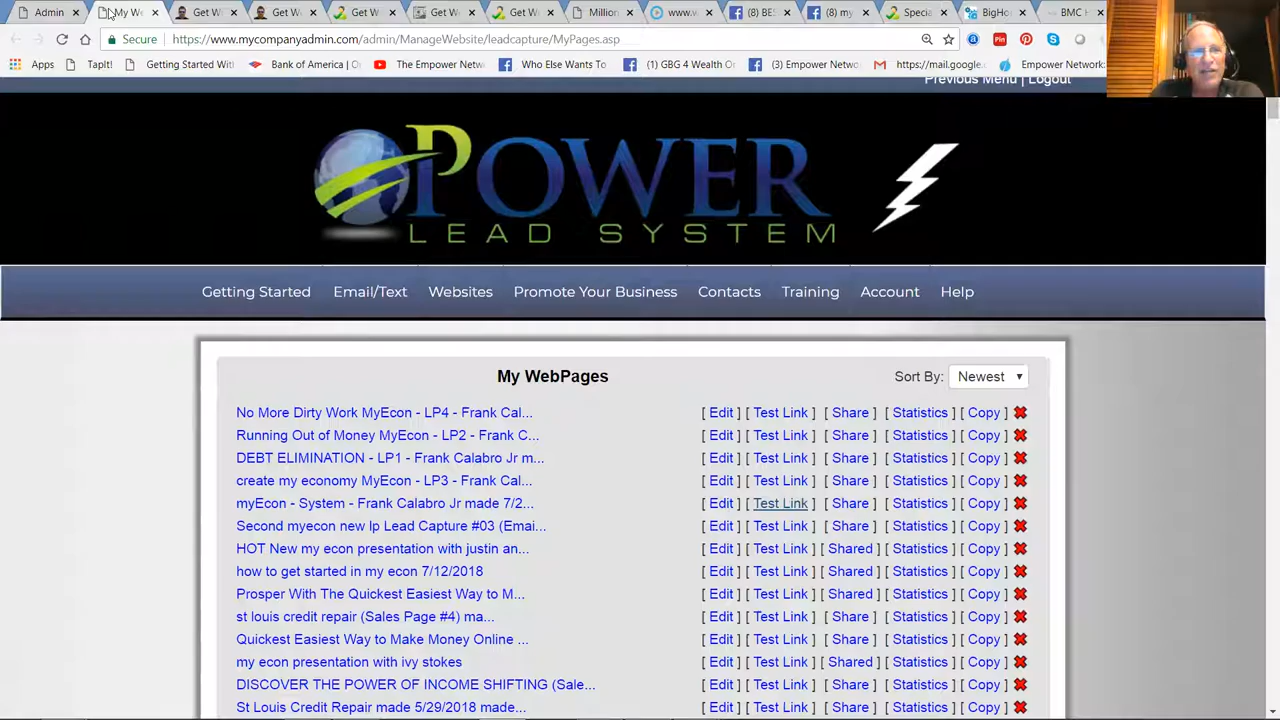 Admin
My We
Get W
Get W
Get W
Get W
Get W
Million
www.v
(8) BES
(8)
Specia
BigHo
BMC H
Secure
https://www.mycompanyadmin.com/admin/ManageWebsite/leadcapture/MyPages.asp
Apps
TapIt!
Getting Started Wit
Bank of America | O
The Empower Netw
Who Else Wants To
(1) GBG 4 Wealth O
(3) Empower Netwo
https://mail.google.
Empower Network:
Previous Menu | Logout
POWER
LEAD SYSTEM
Getting Started Email/Text Websites Promote Your Business Contacts Training Account Help
My WebPages Sort By: Newest
No More Dirty Work MyEcon - LP4 - Frank Cal... [ Edit ] [ Test Link ] [ Share ] [ Statistics ] [ Copy ]
Running Out of Money MyEcon - LP2 - Frank C... [ Edit ] [ Test Link ] [ Share ] [ Statistics ] [ Copy ]
DEBT ELIMINATION - LP1 - Frank Calabro Jr m... [ Edit ] [ Test Link ] [ Share ] [ Statistics ] [ Copy ]
create my economy MyEcon - LP3 - Frank Cal... [ Edit ] [ Test Link ] [ Share ] [ Statistics ] [ Copy ]
myEcon - System - Frank Calabro Jr made 7/2... [ Edit ] [ Test Link ] [ Share ] [ Statistics ] [ Copy ]
Second myecon new lp Lead Capture #03 (Emai... [ Edit ] [ Test Link ] [ Share ] [ Statistics ] [ Copy ]
HOT New my econ presentation with justin an... [ Edit ] [ Test Link ] [ Shared ] [ Statistics ] [ Copy ]
how to get started in my econ 7/12/2018 [ Edit ] [ Test Link ] [ Shared ] [ Statistics ] [ Copy ]
Prosper With The Quickest Easiest Way to M... [ Edit ] [ Test Link ] [ Shared ] [ Statistics ] [ Copy ]
st louis credit repair (Sales Page #4) ma... [ Edit ] [ Test Link ] [ Share ] [ Statistics ] [ Copy ]
Quickest Easiest Way to Make Money Online ... [ Edit ] [ Test Link ] [ Share ] [ Statistics ] [ Copy ]
my econ presentation with ivy stokes [ Edit ] [ Test Link ] [ Shared ] [ Statistics ] [ Copy ]
DISCOVER THE POWER OF INCOME SHIFTING (Sale... [ Edit ] [ Test Link ] [ Share ] [ Statistics ] [ Copy ]
St Louis Credit Repair made 5/29/2018 made... [ Edit ] [ Test Link ] [ Share ] [ Statistics ] [ Copy ]